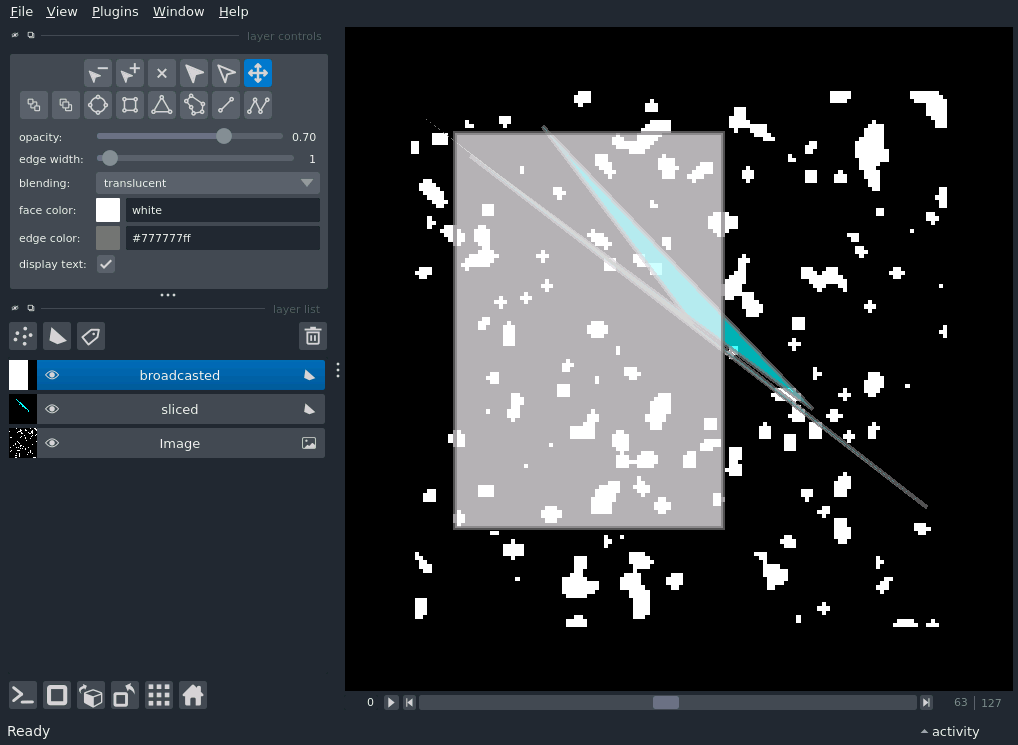 File View Plugins Window Help
layer controls
opacity: 0.70
edge width: 1
blending: translucent
face color: white
edge color: #777777ff
display text:
layer list
broadcasted
sliced
Image
0 63 127
Ready activity